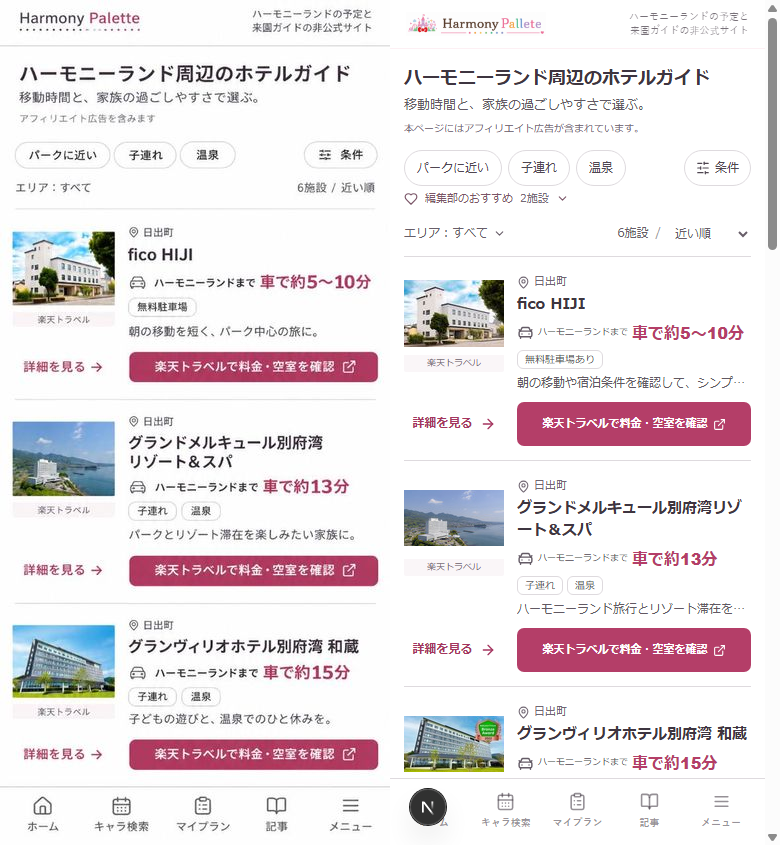 Harmony Palette
ハーモニーランドの予定と
来園ガイドの非公式サイト
ハーモニーランド周辺のホテルガイド
移動時間と、家族の過ごしやすさで選ぶ。
アフィリエイト広告を含みます
パークに近い
子連れ
温泉
条件
エリア：すべて
6施設 / 近い順
日出町
fico HIJI
ハーモニーランドまで 車で約5〜10分
無料駐車場
朝の移動を短く、パーク中心の旅に。
楽天トラベル
詳細を見る →
楽天トラベルで料金・空室を確認
日出町
グランドメルキュール別府湾
リゾート＆スパ
ハーモニーランドまで 車で約13分
子連れ
温泉
パークとリゾート滞在を楽しみたい家族に。
楽天トラベル
詳細を見る →
楽天トラベルで料金・空室を確認
日出町
グランヴィリオホテル別府湾 和蔵
ハーモニーランドまで 車で約15分
子連れ
温泉
子どもの遊びと、温泉でのひと休みを。
楽天トラベル
詳細を見る →
楽天トラベルで料金・空室を確認
ホーム
キャラ検索
マイプラン
記事
メニュー
Harmony Pallete
ハーモニーランドの予定と
来園ガイドの非公式サイト
ハーモニーランド周辺のホテルガイド
移動時間と、家族の過ごしやすさで選ぶ。
本ページにはアフィリエイト広告が含まれています。
パークに近い
子連れ
温泉
条件
編集部のおすすめ 2施設
エリア：すべて
6施設 / 近い順
日出町
fico HIJI
ハーモニーランドまで 車で約5〜10分
無料駐車場あり
朝の移動や宿泊条件を確認して、シンプ…
楽天トラベル
詳細を見る →
楽天トラベルで料金・空室を確認
日出町
グランドメルキュール別府湾リゾ
ート＆スパ
ハーモニーランドまで 車で約13分
子連れ
温泉
ハーモニーランド旅行とリゾート滞在を…
楽天トラベル
詳細を見る →
楽天トラベルで料金・空室を確認
日出町
グランヴィリオホテル別府湾 和蔵
ハーモニーランドまで 車で約15分
N
ム
キャラ検索
マイプラン
記事
メニュー